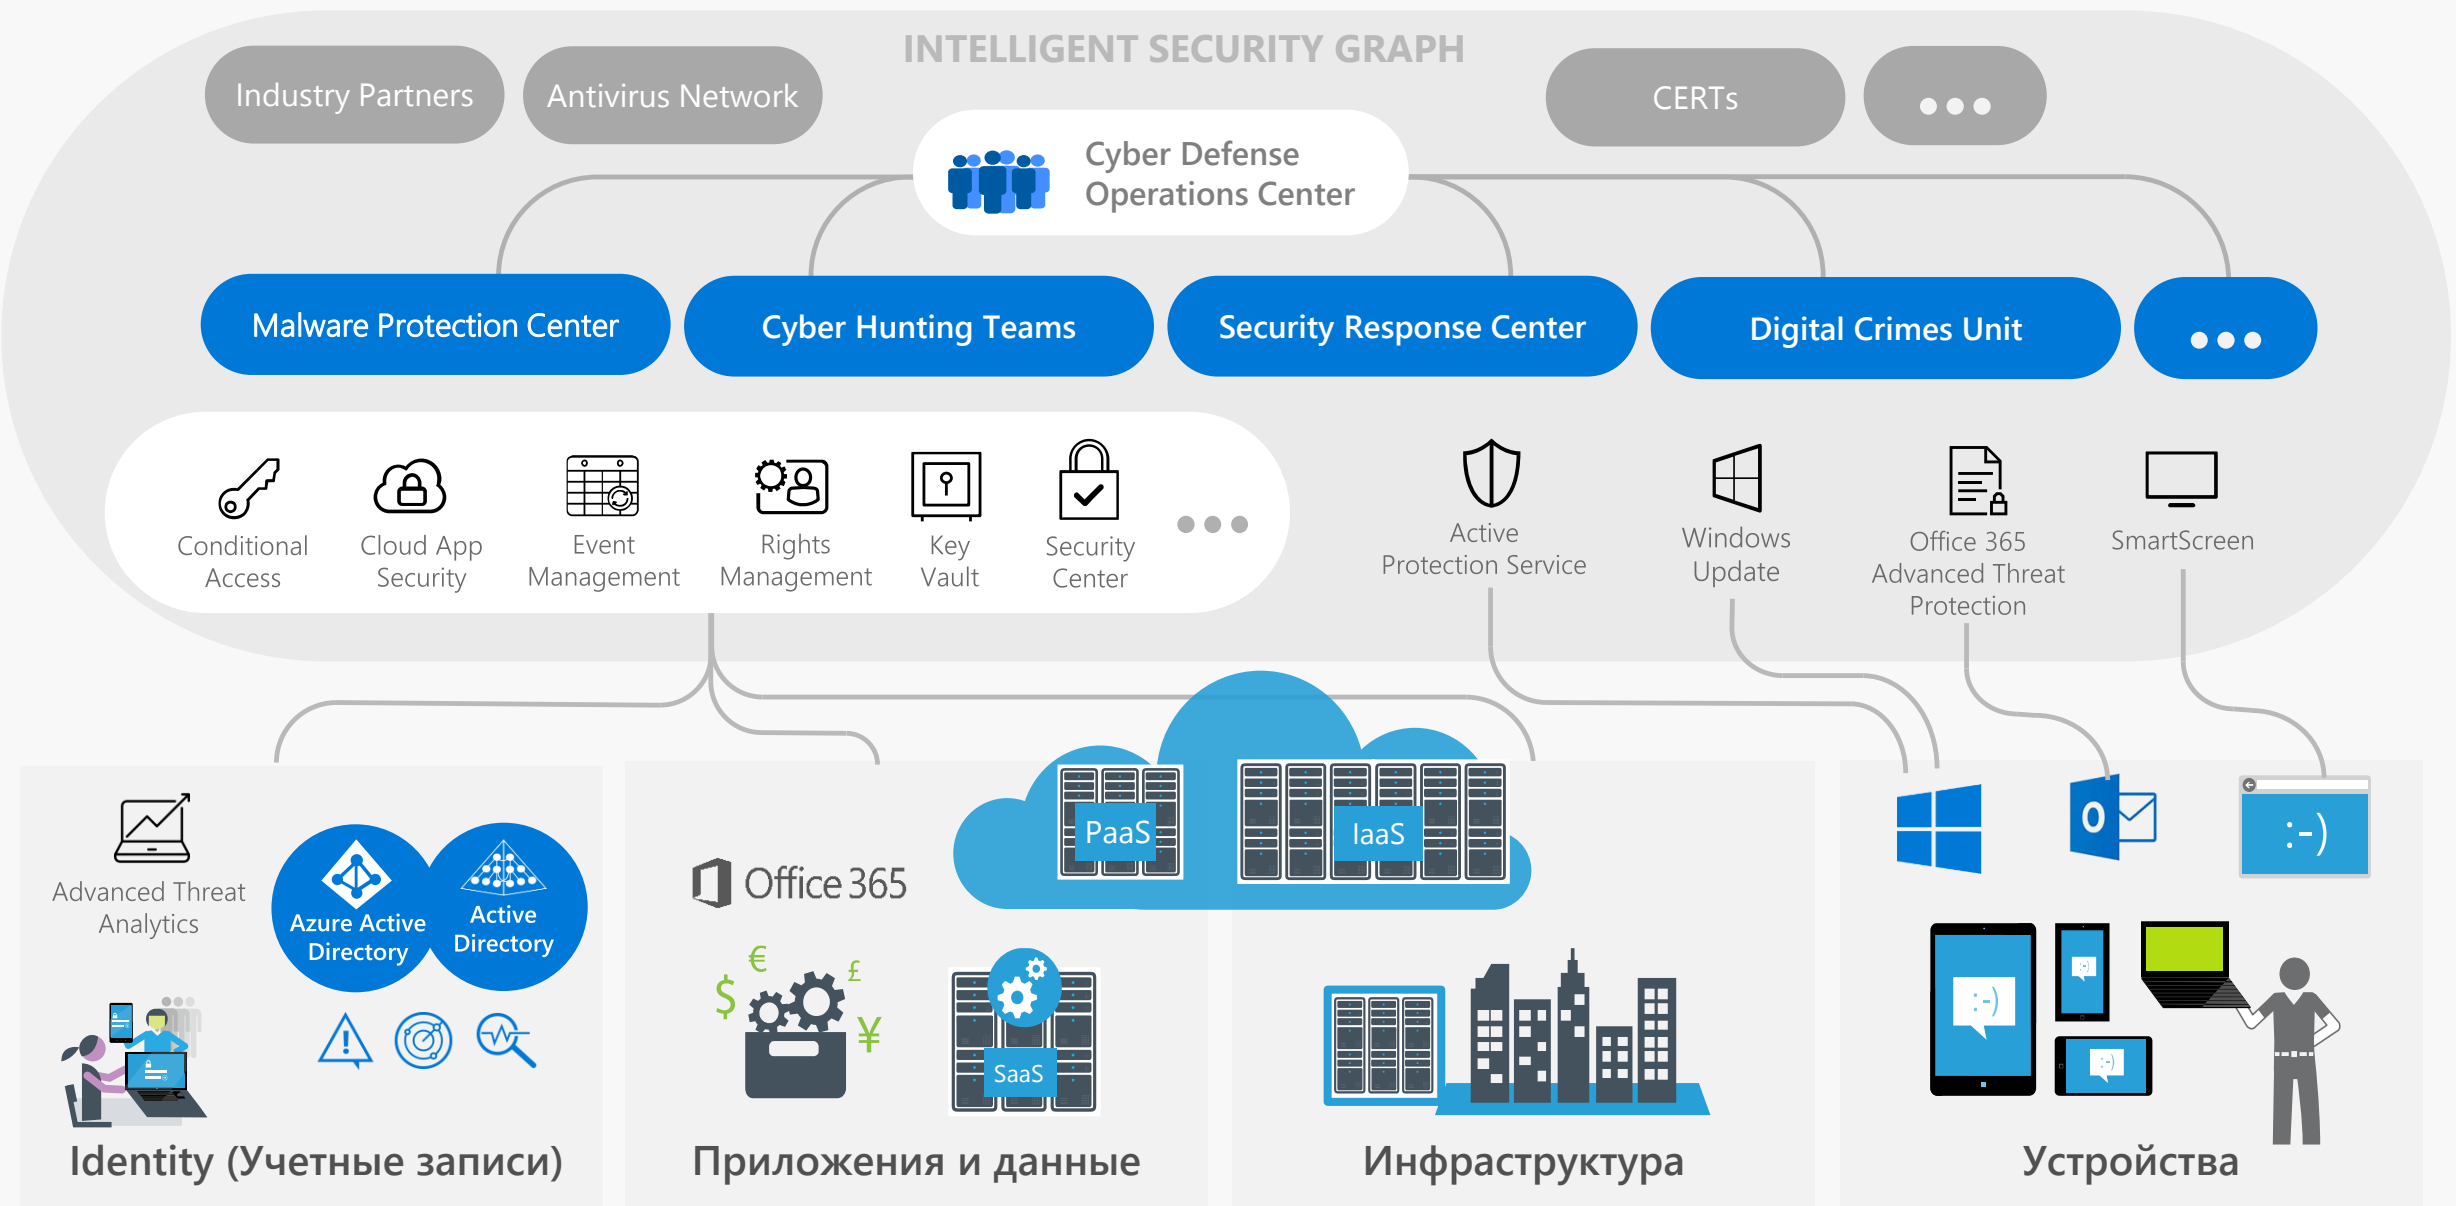 INTELLIGENT SECURITY GRAPH
Industry Partners
Antivirus Network
CERTs
Cyber Defense
Operations Center
Malware Protection Center
Cyber Hunting Teams
Security Response Center
Digital Crimes Unit
Conditional
Access
Cloud App
Security
Event
Management
Rights
Management
Key
Vault
Security
Center
Active
Protection Service
Windows
Update
Office 365
Advanced Threat
Protection
SmartScreen
Advanced Threat
Analytics
Azure Active
Directory
Active
Directory
Identity (Учетные записи)
Office 365
PaaS
IaaS
$
€
£
¥
SaaS
Приложения и данные
Инфраструктура
O
:-)
:-)
:-)
:-)
Устройства